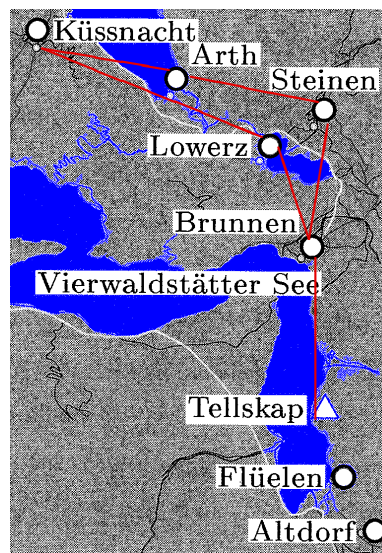 Küssnacht
Arth
Steinen
Lowerz
Brunnen
Vierwaldstätter See
Tellskap
Flüelen
Altdorf